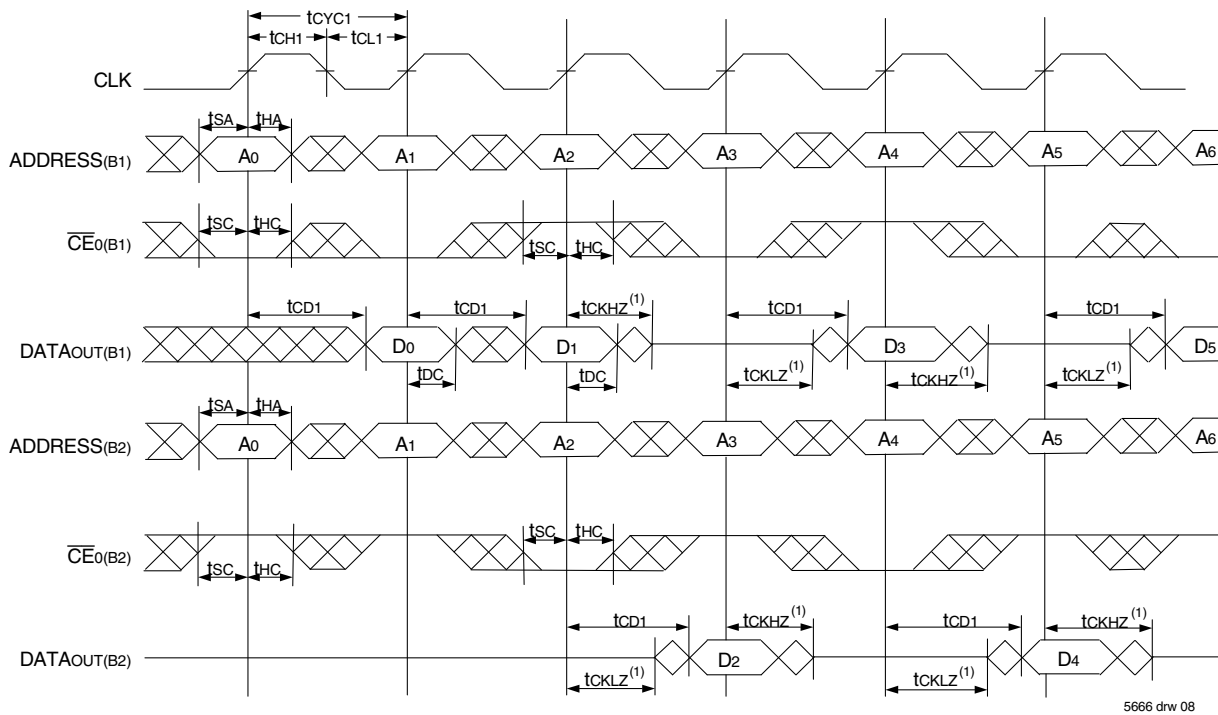 tCYC1
tCH1 tCL1
CLK
tSA tHA
ADDRESS(B1) A0 A1 A2 A3 A4 A5 A6
tSC tHC
CE0(B1)
tSC tHC
tCD1 tCD1 tCKHZ(1) tCD1 tCD1
DATAOUT(B1) D0 D1 D3 D5
tDC tDC tCKLZ(1) tCKHZ(1) tCKLZ(1)
tSA tHA
ADDRESS(B2) A0 A1 A2 A3 A4 A5 A6
tSC tHC
CE0(B2)
tSC tHC
tCD1 tCKHZ(1) tCD1 tCKHZ(1)
DATAOUT(B2) D2 D4
tCKLZ(1) tCKLZ(1)
5666 drw 08